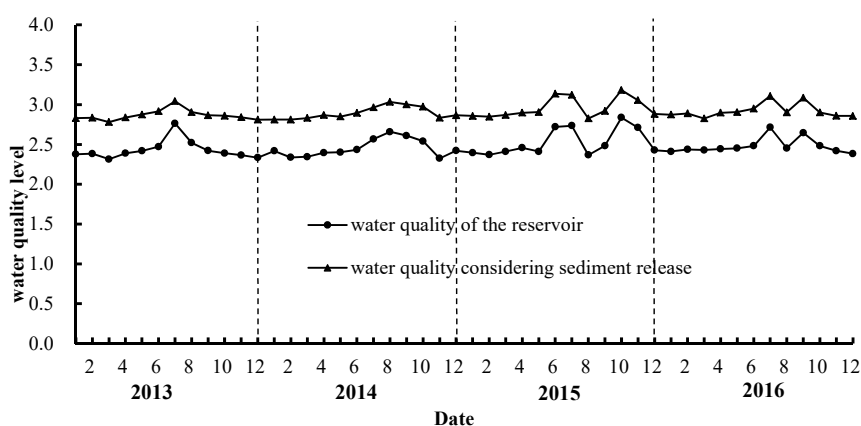 4.0
3.5
3.0
2.5
2.0
1.5
1.0
0.5
0.0
water quality level
water quality of the reservoir
water quality considering sediment release
2 4 6 8 10 12 2 4 6 8 10 12 2 4 6 8 10 12 2 4 6 8 10 12
2013 2014 2015 2016
Date